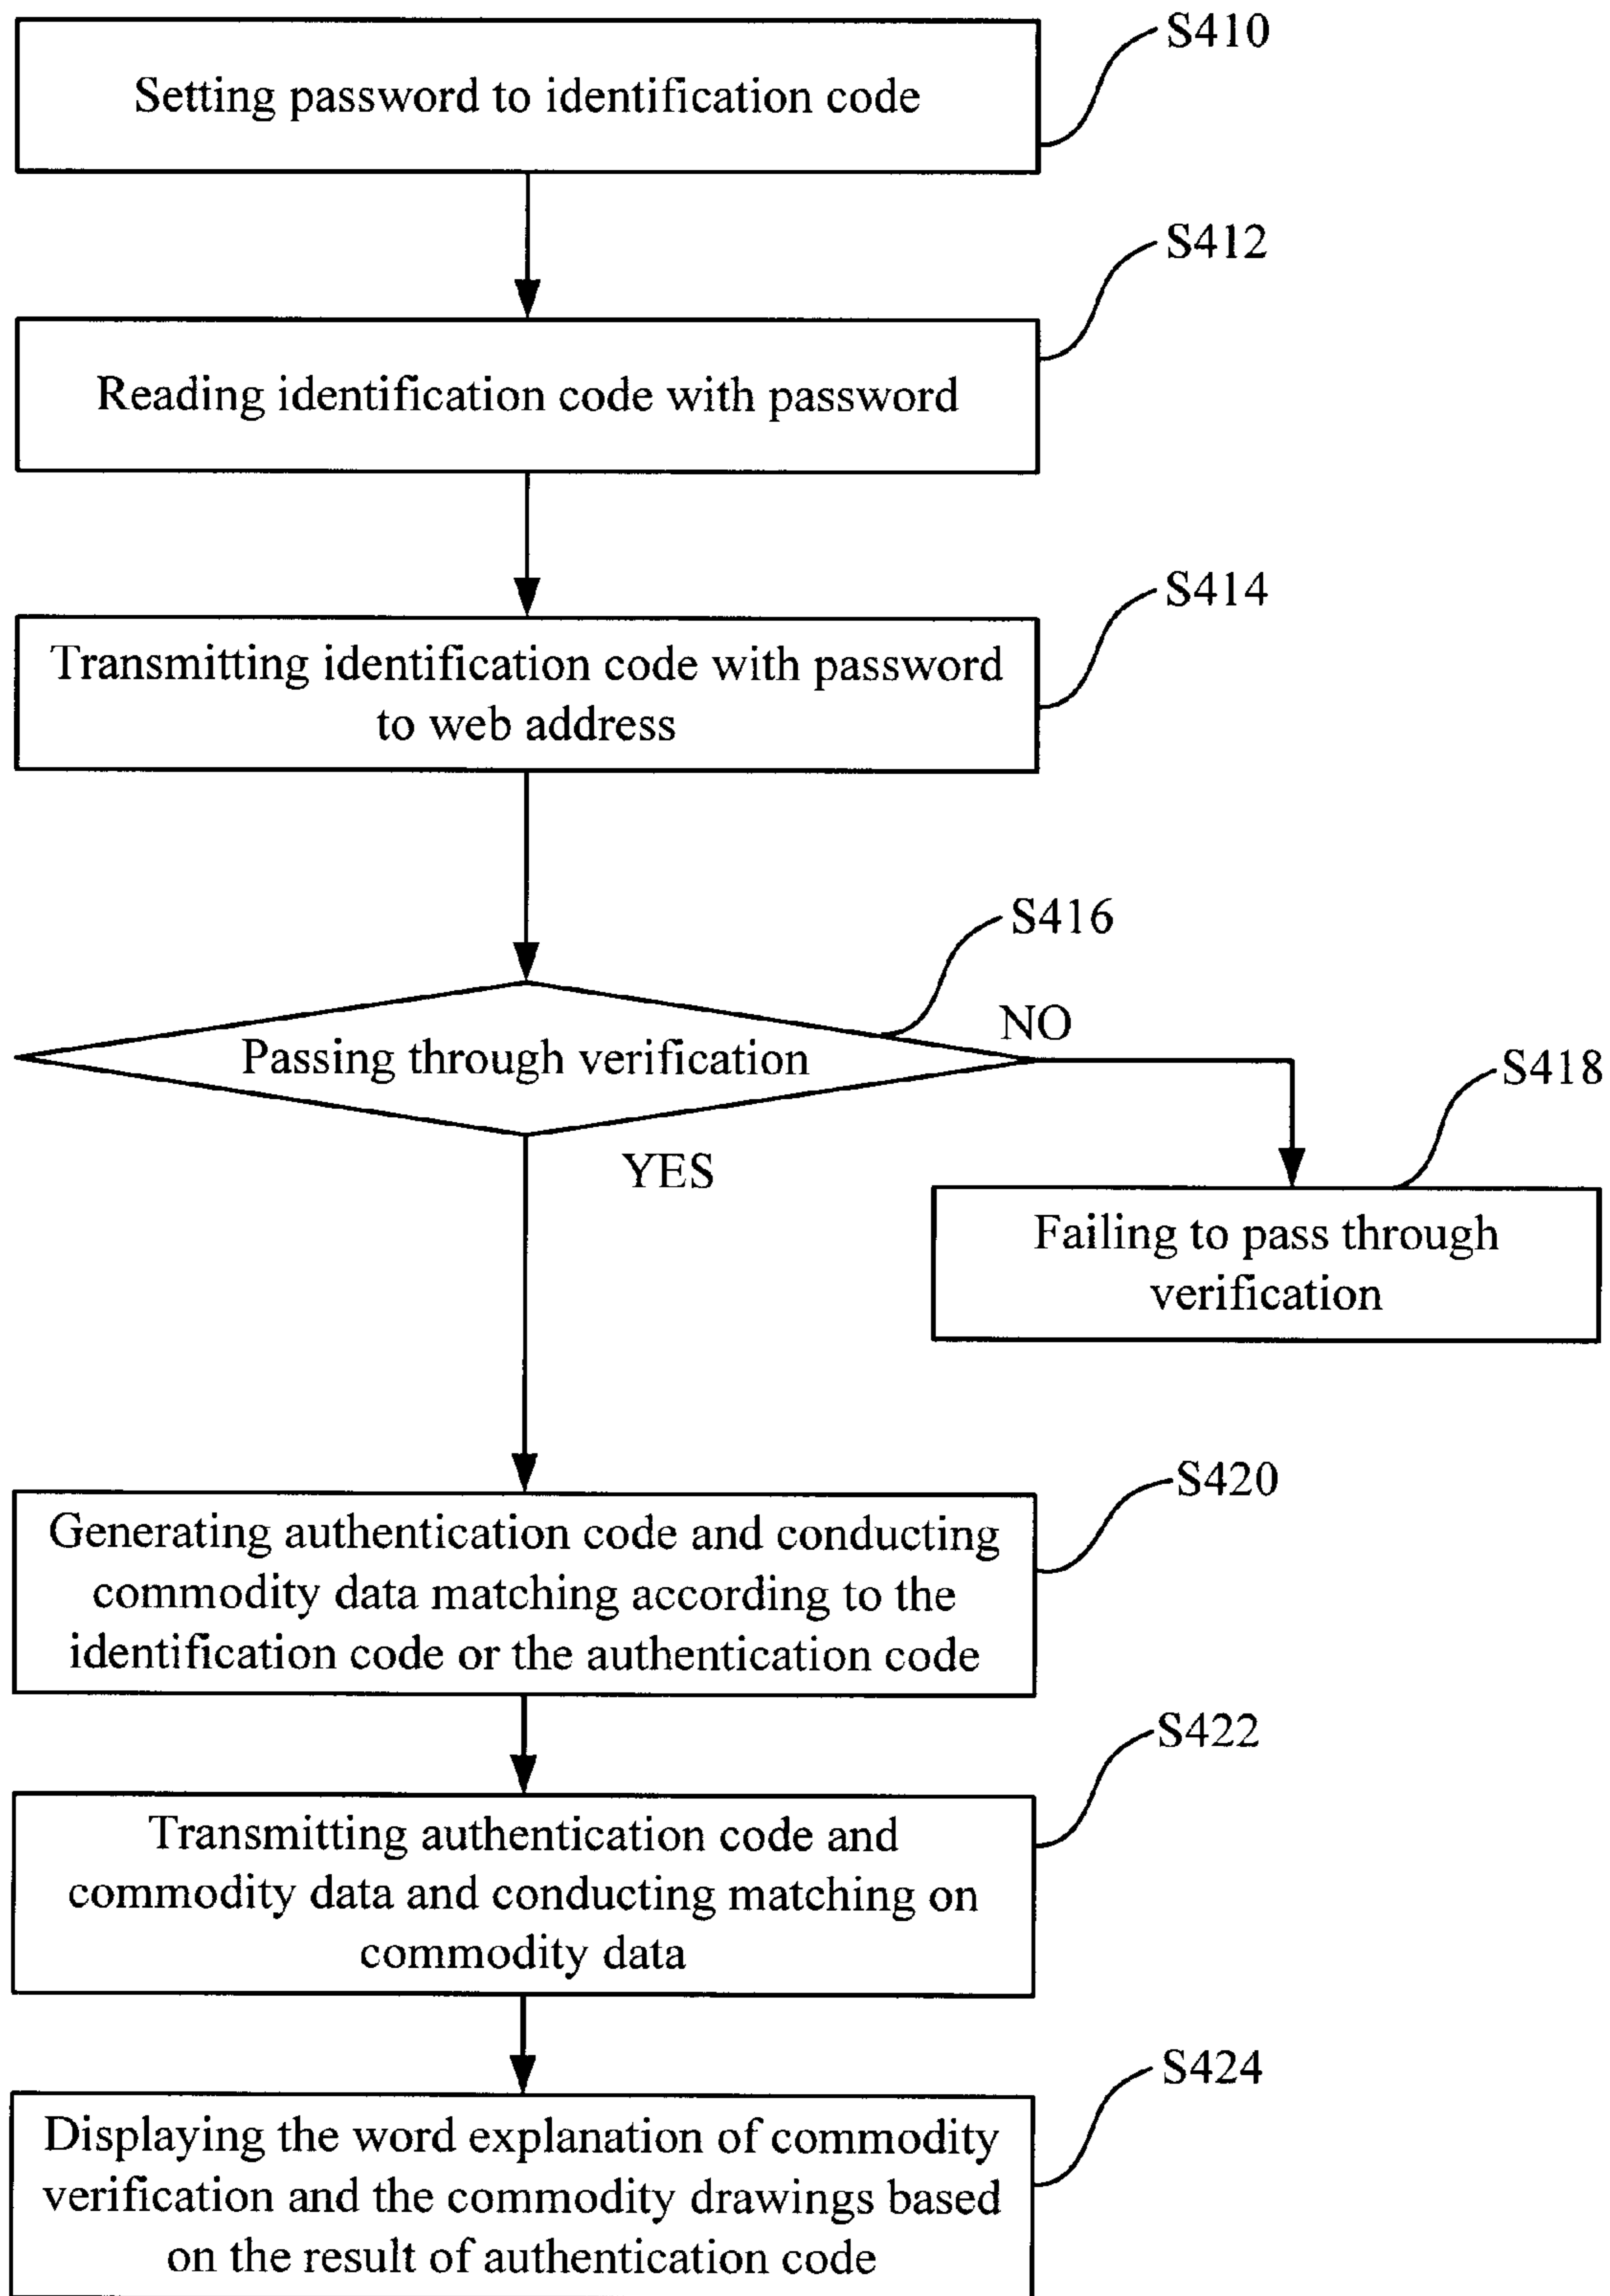 S410
Setting password to identification code
S412
Reading identification code with password
S414
Transmitting identification code with password
to web address
S416
Passing through verification
NO
S418
YES
Failing to pass through
verification
S420
Generating authentication code and conducting
commodity data matching according to the
identification code or the authentication code
S422
Transmitting authentication code and
commodity data and conducting matching on
commodity data
S424
Displaying the word explanation of commodity
verification and the commodity drawings based
on the result of authentication code